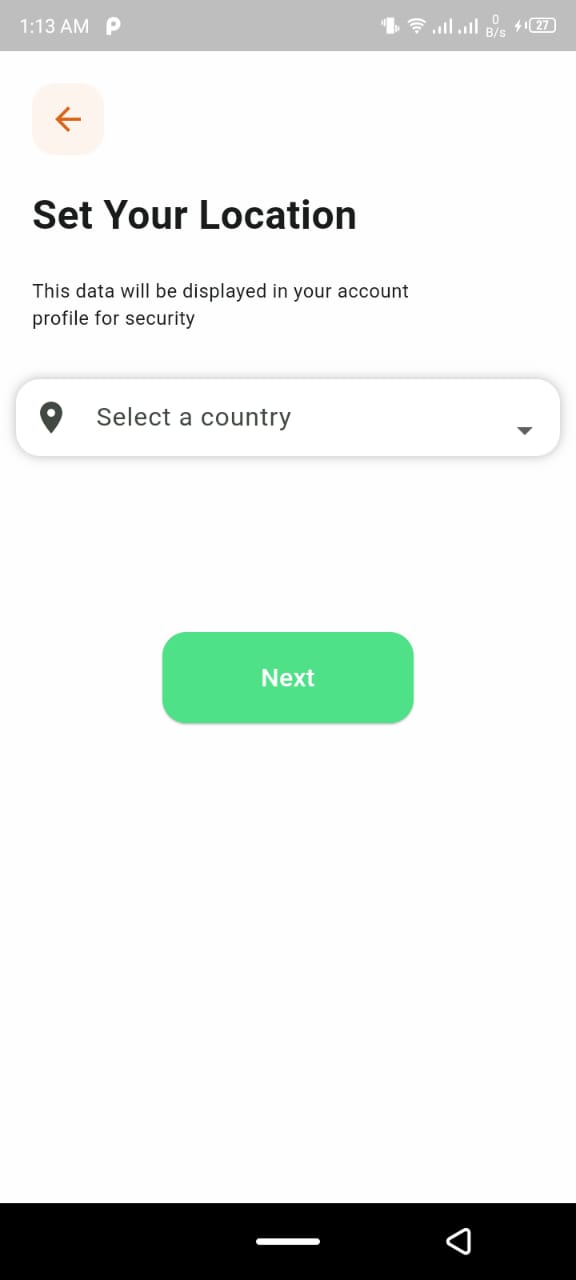 1:13 AM
0
B/s
27
Set Your Location
This data will be displayed in your account
profile for security
Select a country
Next